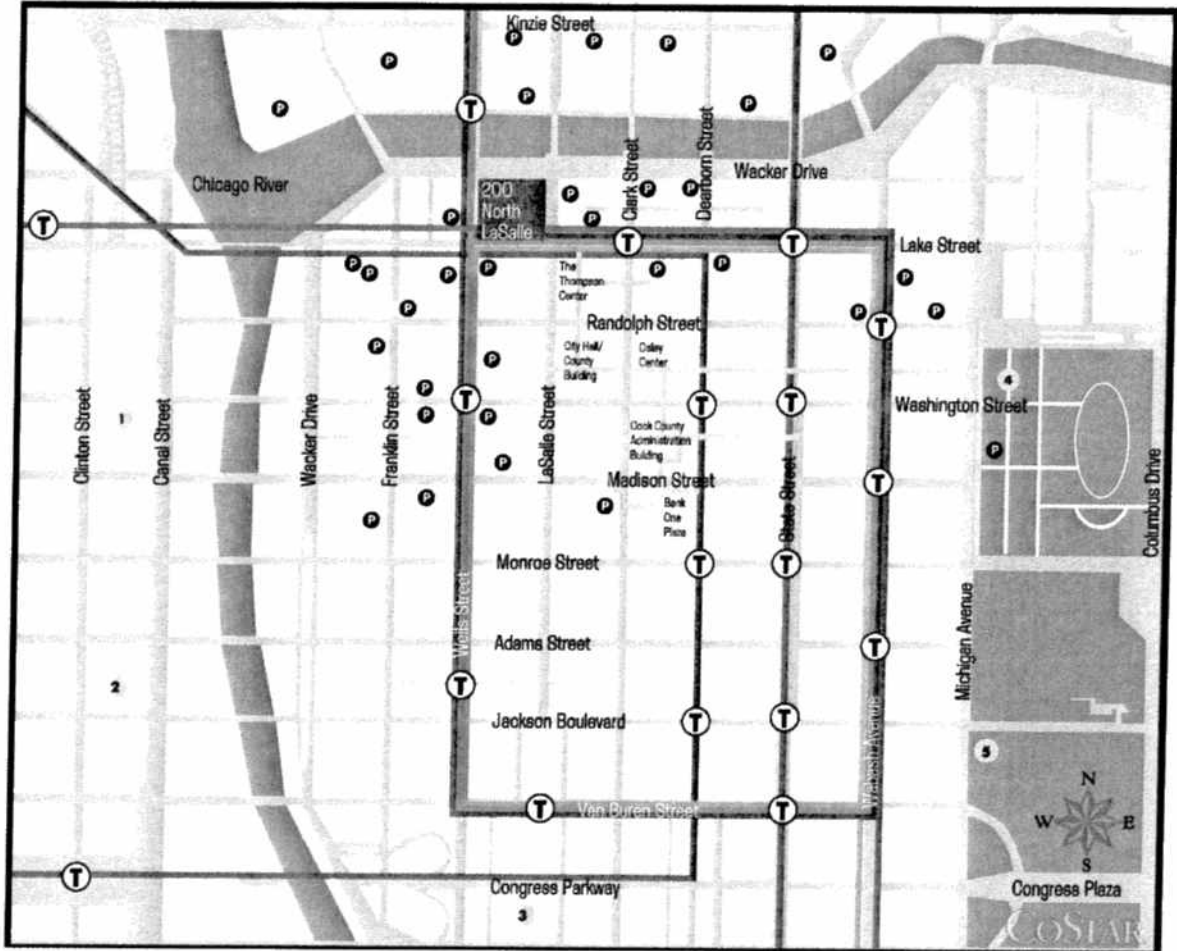 Kinzie Street
P
P
P
P
P
P
P
P
T
P
Clark Street
Dearborn Street
Wacker Drive
Chicago River
200
North
LaSalle
P
P
P
P
P
T
T
T
Lake Street
P
P
P
P
P
P
P
P
The
Thompson
Center
P
P
P
P
T
Randolph Street
City Hall/
County
Building
Daley
Center
P
P
4
Clinton Street
1
Canal Street
Wacker Drive
Franklin Street
P
P
T
P
LaSalle Street
T
T
Washington Street
Cook County
Administration
Building
P
P
Madison Street
T
P
P
P
Bank
One
Plaza
State Street
Columbus Drive
Monroe Street
T
T
Wells Street
Adams Street
T
Michigan Avenue
2
T
Jackson Boulevard
T
T
Wabash Avenue
5
N
W
E
S
T
Van Buren Street
T
T
Congress Parkway
Congress Plaza
3
COSTAR